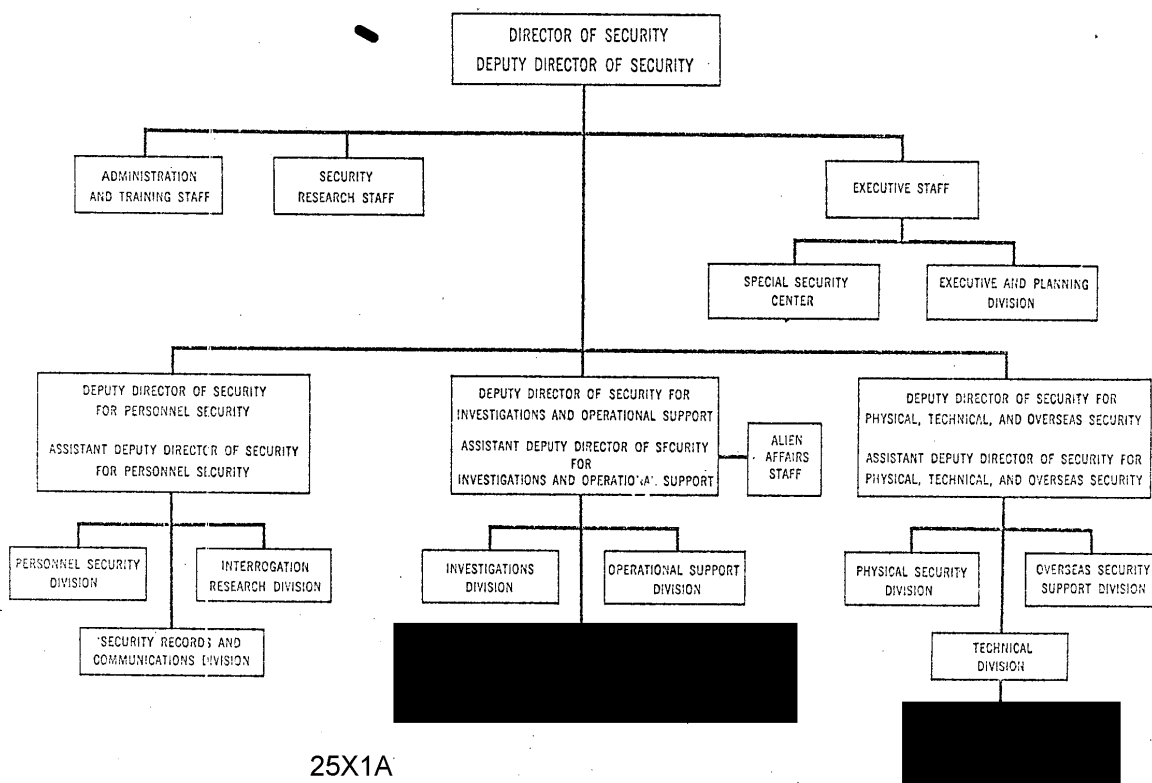 DIRECTOR OF SECURITY
DEPUTY DIRECTOR OF SECURITY
ADMINISTRATION
AND TRAINING STAFF
SECURITY
RESEARCH STAFF
EXECUTIVE STAFF
SPECIAL SECURITY
CENTER
EXECUTIVE AND PLANNING
DIVISION
DEPUTY DIRECTOR OF SECURITY
FOR PERSONNEL SECURITY
ASSISTANT DEPUTY DIRECTOR OF SECURITY
FOR PERSONNEL SECURITY
DEPUTY DIRECTOR OF SECURITY FOR
INVESTIGATIONS AND OPERATIONAL SUPPORT
ASSISTANT DEPUTY DIRECTOR OF SECURITY
FOR
INVESTIGATIONS AND OPERATIONAL SUPPORT
ALIEN
AFFAIRS
STAFF
DEPUTY DIRECTOR OF SECURITY FOR
PHYSICAL, TECHNICAL, AND OVERSEAS SECURITY
ASSISTANT DEPUTY DIRECTOR OF SECURITY FOR
PHYSICAL, TECHNICAL, AND OVERSEAS SECURITY
PERSONNEL SECURITY
DIVISION
INTERROGATION
RESEARCH DIVISION
SECURITY RECORDS AND
COMMUNICATIONS DIVISION
INVESTIGATIONS
DIVISION
OPERATIONAL SUPPORT
DIVISION
PHYSICAL SECURITY
DIVISION
OVERSEAS SECURITY
SUPPORT DIVISION
TECHNICAL
DIVISION
25X1A